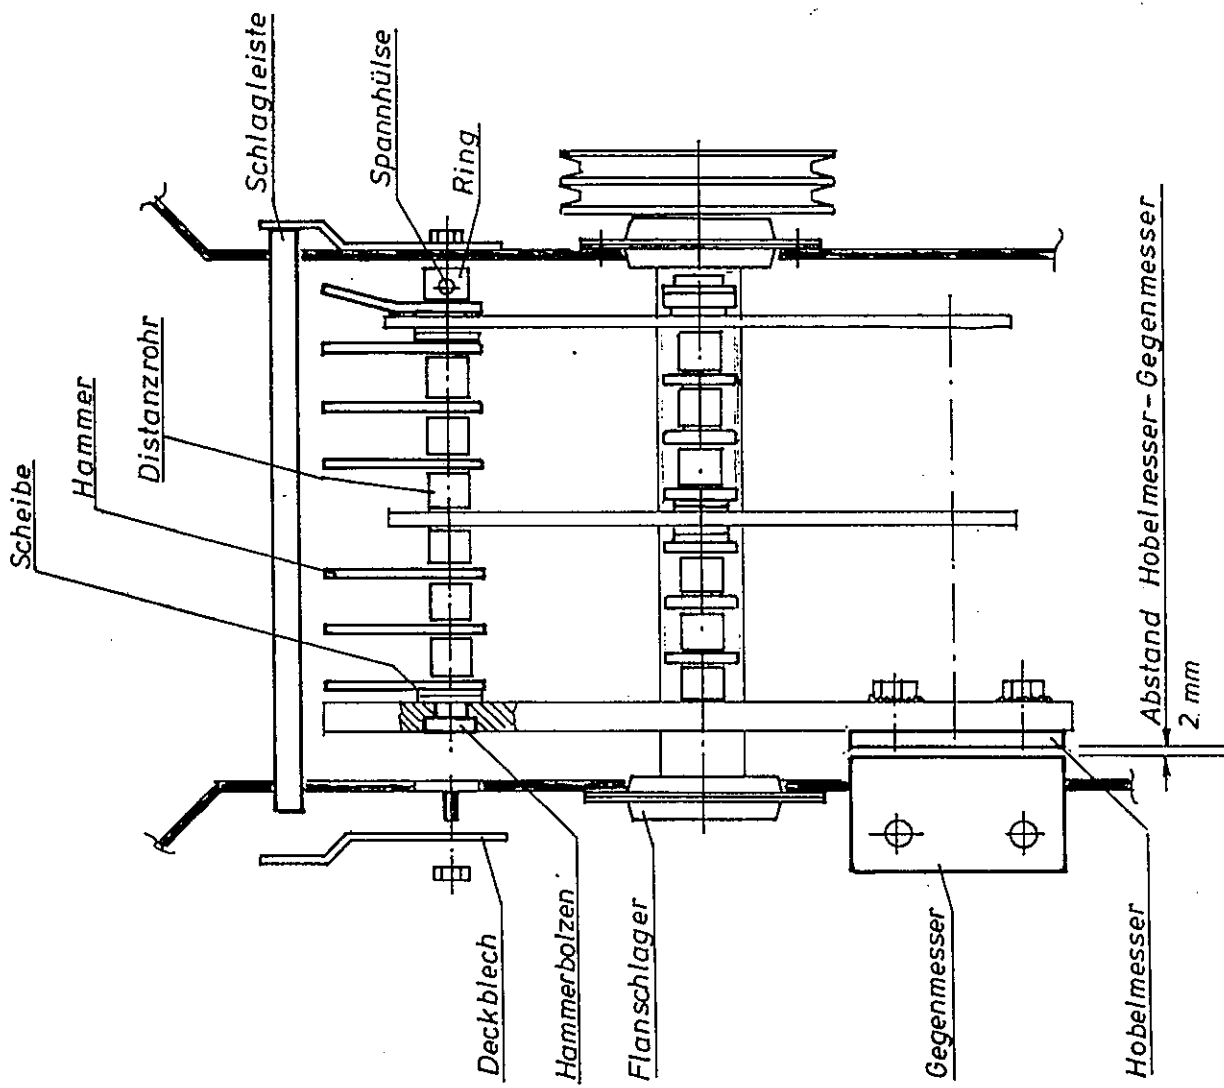 Scheibe
Hammer
Distanzrohr
Schlagleiste
Spannhülse
Ring
Deckblech
Hammerbolzen
Flanschlager
Gegenmesser
Hobelmesser
Abstand Hobelmesser-Gegenmesser
2 mm